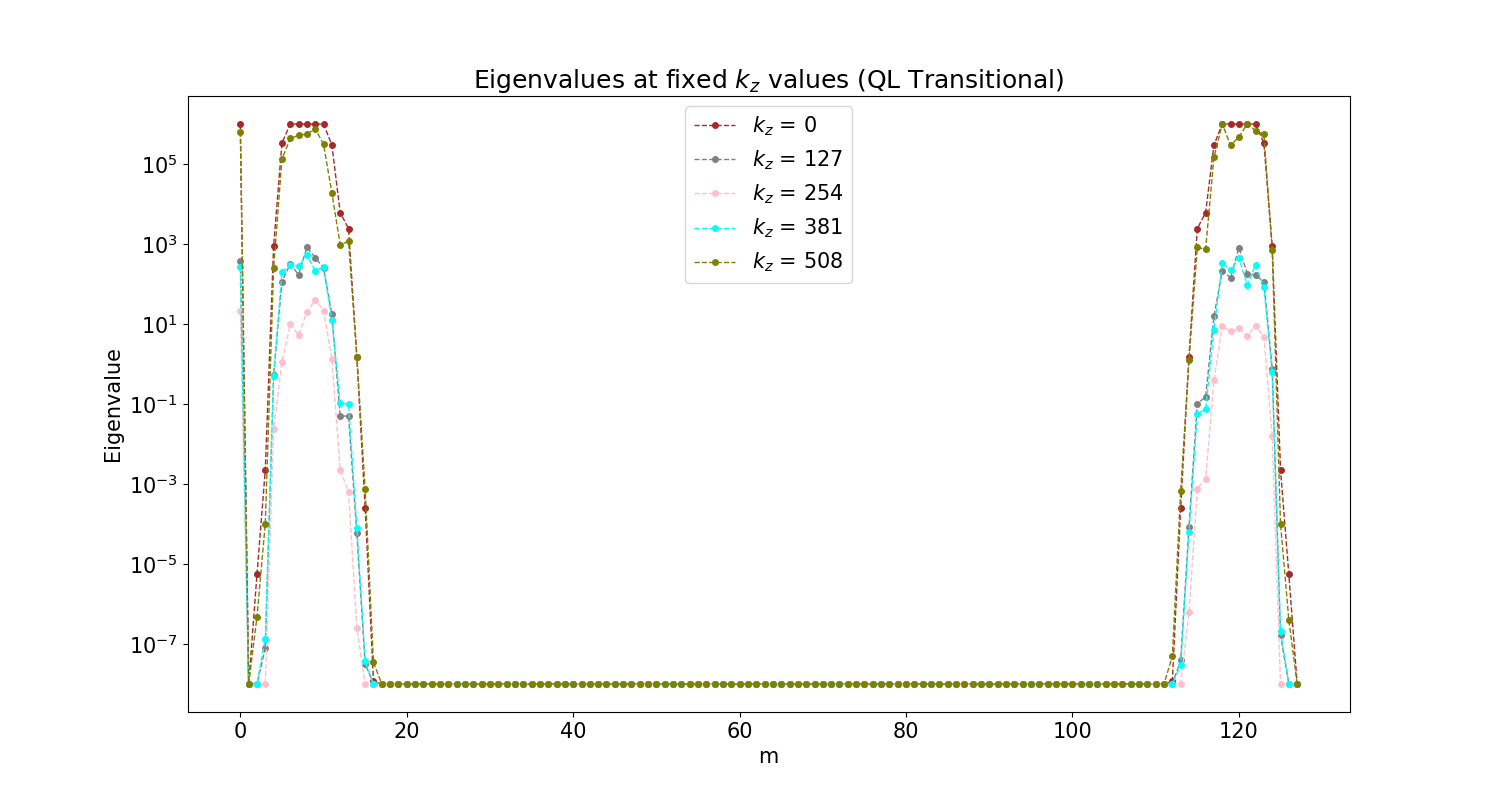 Eigenvalues at fixed $k_z$ values (QL Transitional)
$k_z$ = 0
$k_z$ = 127
$k_z$ = 254
$k_z$ = 381
$k_z$ = 508
Eigenvalue
$10^5$
$10^3$
$10^1$
$10^{-1}$
$10^{-3}$
$10^{-5}$
$10^{-7}$
0 20 40 60 80 100 120
m